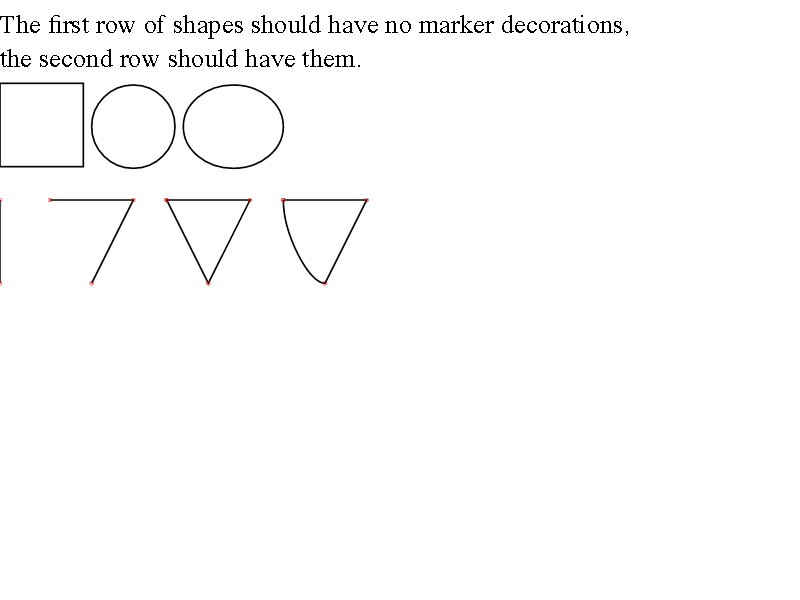 The first row of shapes should have no marker decorations,
the second row should have them.